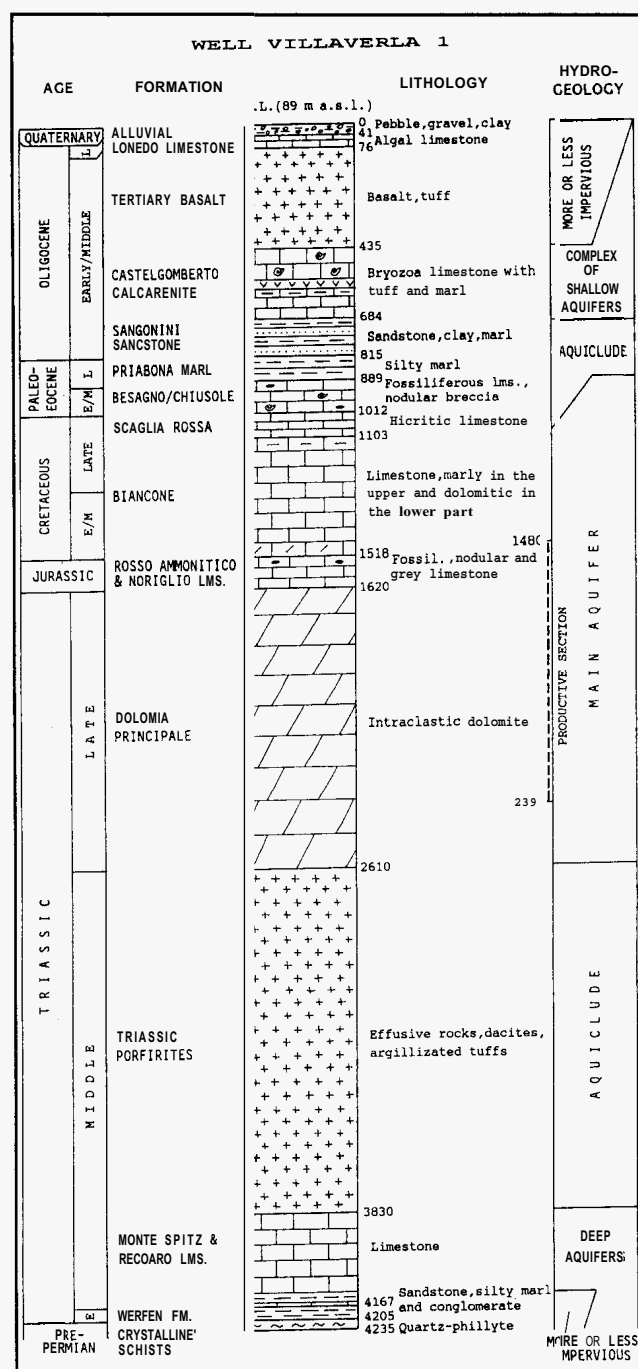 WELL VILLAVERLA 1
AGE
FORMATION
LITHOLOGY
HYDRO-
GEOLOGY
.L.(89 m a.s.l.)
QUATERNARY
ALLUVIAL
0
Pebble,gravel,clay
41
L
LONEDO LIMESTONE
Algal limestone
76
OLIGOCENE
EARLY/MIDDLE
TERTIARY BASALT
Basalt,tuff
MORE OR LESS
IMPERVIOUS
435
CASTELGOMBERTO
CALCARENITE
Bryozoa limestone with
tuff and marl
COMPLEX
OF
SHALLOW
AQUIFERS
684
SANGONINI
SANCSTONE
Sandstone,clay,marl
815
AQUICLUDE
PALEO-
EOCENE
L
PRIABONA MARL
Silty marl
889
E/M
BESAGNO/CHIUSOLE
Fossiliferous lms.,
nodular breccia
1012
CRETACEOUS
LATE
SCAGLIA ROSSA
Hicritic limestone
1103
E/M
BIANCONE
Limestone,marly in the
upper and dolomitic in
the lower part
1480
1518
JURASSIC
ROSSO AMMONITICO
& NORIGLIO LMS.
Fossil.,nodular and
grey limestone
1620
TRIASSIC
LATE
DOLOMIA
PRINCIPALE
Intraclastic dolomite
PRODUCTIVE SECTION
MAIN AQUIFER
239
2610
MIDDLE
TRIASSIC
PORFIRITES
Effusive rocks,dacites,
argillizated tuffs
AQUICLUDE
3830
MONTE SPITZ &
RECOARO LMS.
Limestone
DEEP
AQUIFERS
4167
Sandstone,silty marl
and conglomerate
E
WERFEN FM.
4205
PRE-
PERMIAN
CRYSTALLINE'
SCHISTS
4235
Quartz-phillyte
MORE OR LESS
MPERVIOUS